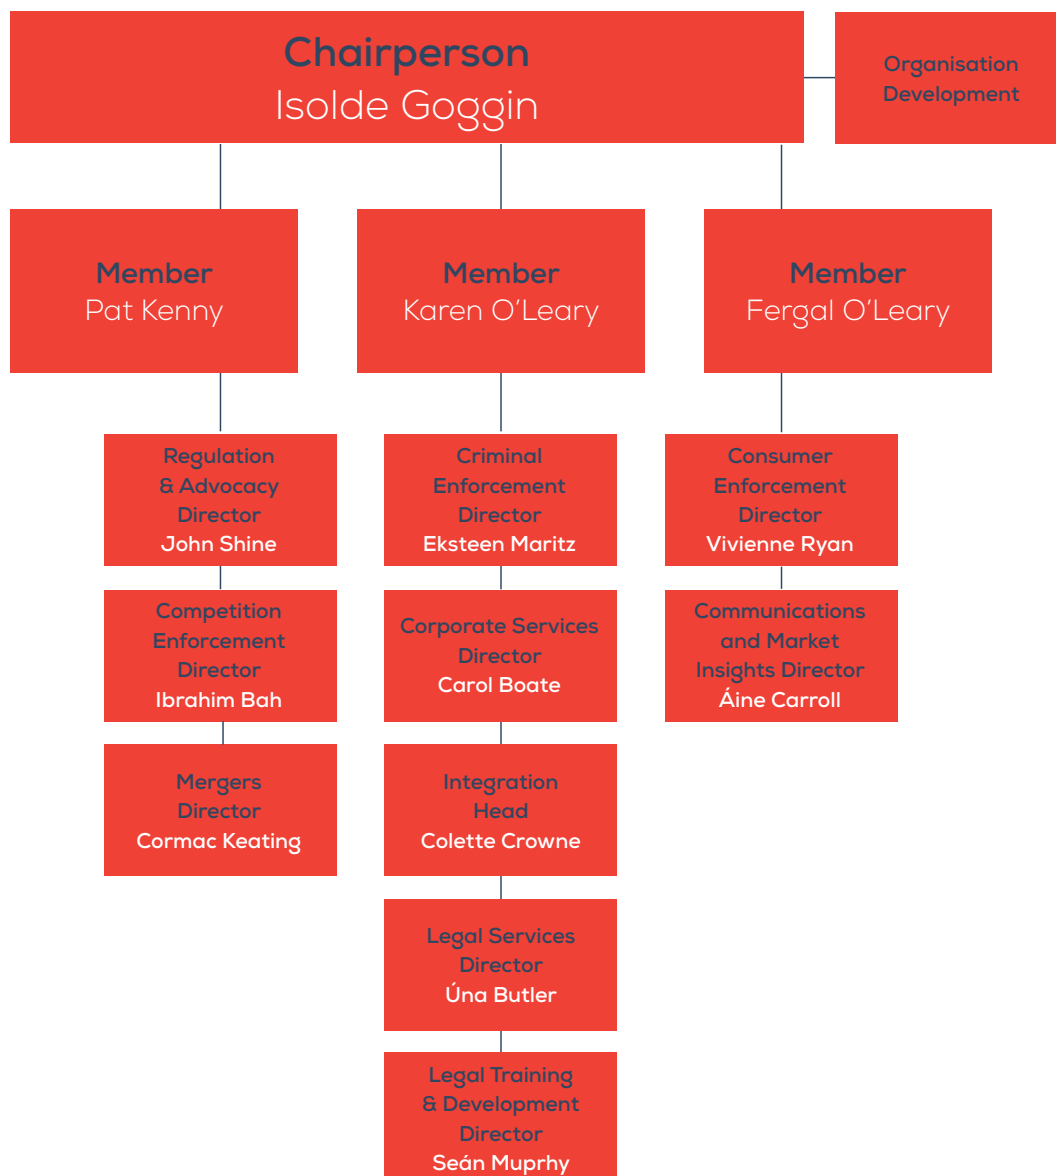 Chairperson
Isolde Goggin
Organisation
Development
Member
Pat Kenny
Member
Karen O'Leary
Member
Fergal O'Leary
Regulation
& Advocacy
Director
John Shine
Competition
Enforcement
Director
Ibrahim Bah
Mergers
Director
Cormac Keating
Criminal
Enforcement
Director
Eksteen Maritz
Corporate Services
Director
Carol Boate
Integration
Head
Colette Crowne
Legal Services
Director
Úna Butler
Legal Training
& Development
Director
Seán Muprhy
Consumer
Enforcement
Director
Vivienne Ryan
Communications
and Market
Insights Director
Áine Carroll